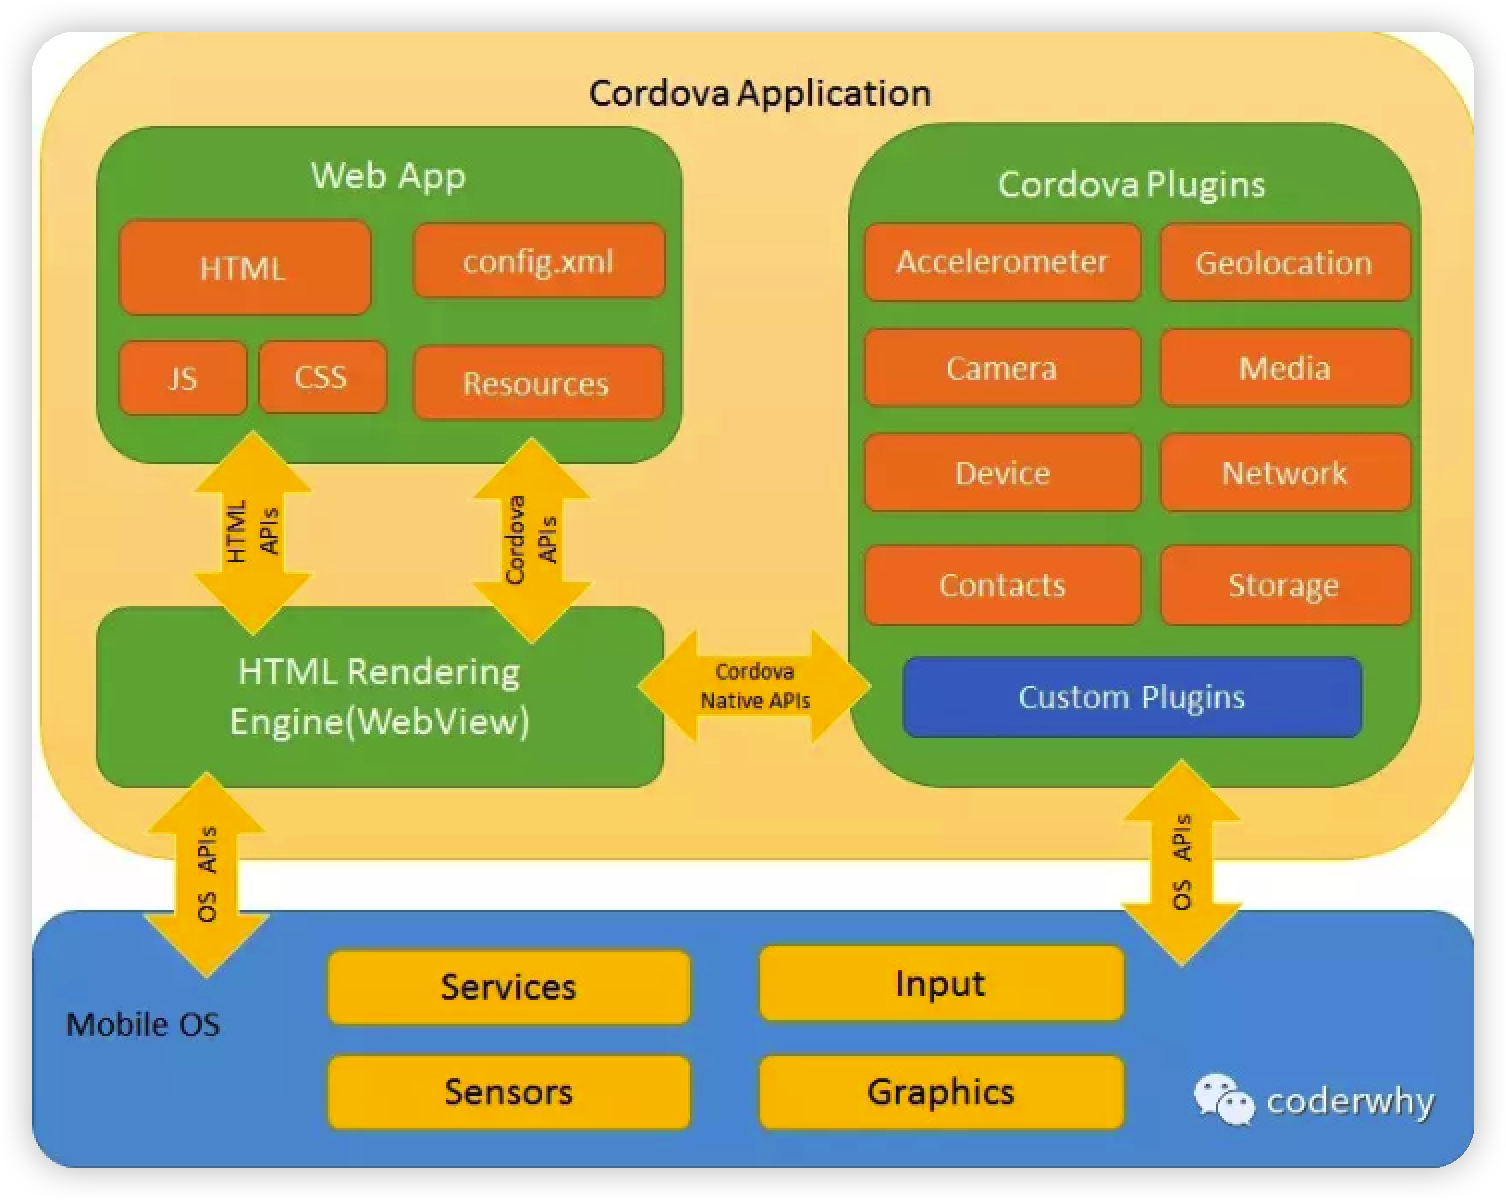 Cordova Application
Web App
HTML
config.xml
JS
CSS
Resources
HTML
APIs
Cordova
APIs
HTML Rendering
Engine(WebView)
Cordova
Native APIs
Cordova Plugins
Accelerometer
Geolocation
Camera
Media
Device
Network
Contacts
Storage
Custom Plugins
OS APIs
OS APIs
Mobile OS
Services
Input
Sensors
Graphics
coderwhy